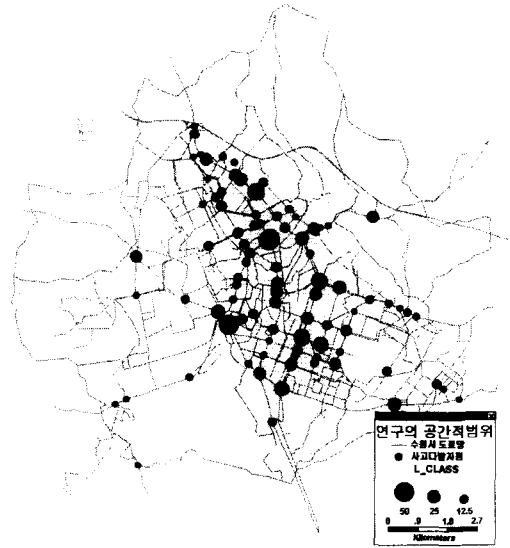 연구의 공간적범위
수원시 도로망
사고다발지점
L_CLASS
50 25 12.5
0 .9 1.8 2.7
Kilometers